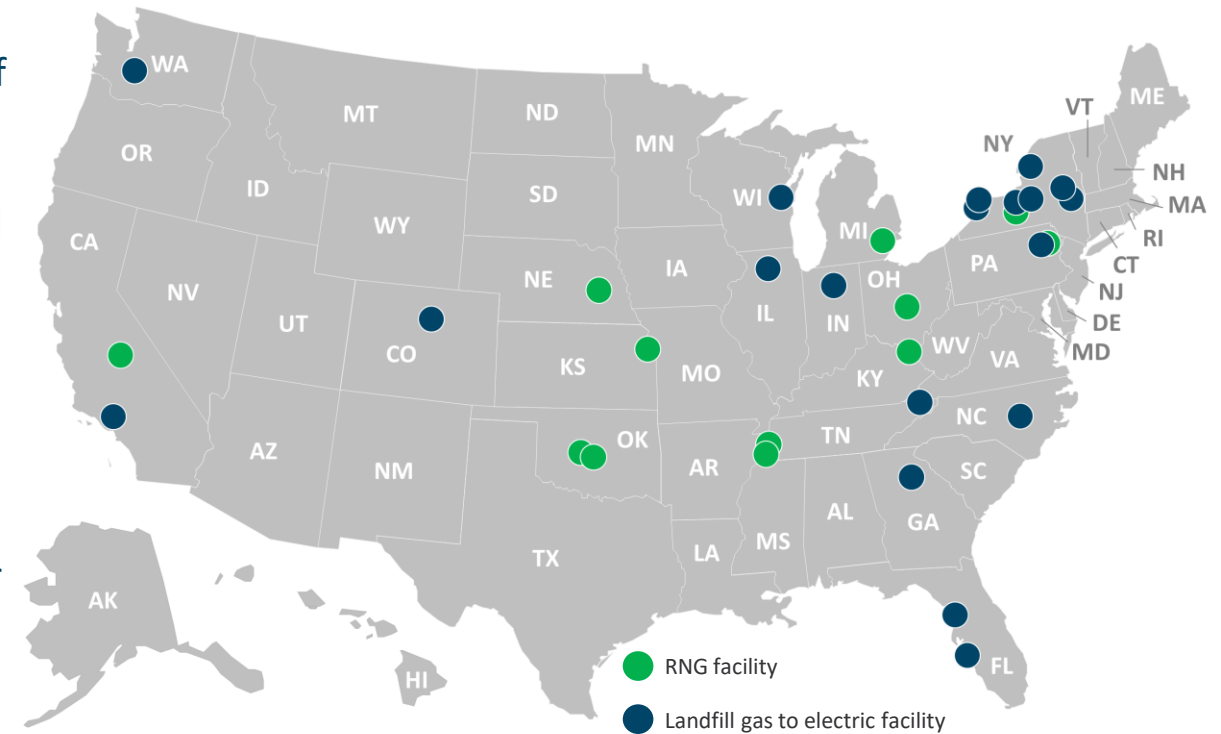 f
WA
MT
ND
MN
OR
ID
SD
WI
WY
MI
NY
VT
ME
NH
MA
RI
CT
NJ
DE
MD
CA
NV
UT
CO
NE
IA
IL
IN
OH
PA
KS
MO
KY
WV
VA
AZ
NM
OK
AR
TN
NC
SC
TX
LA
MS
AL
GA
FL
AK
HI
RNG facility
Landfill gas to electric facility